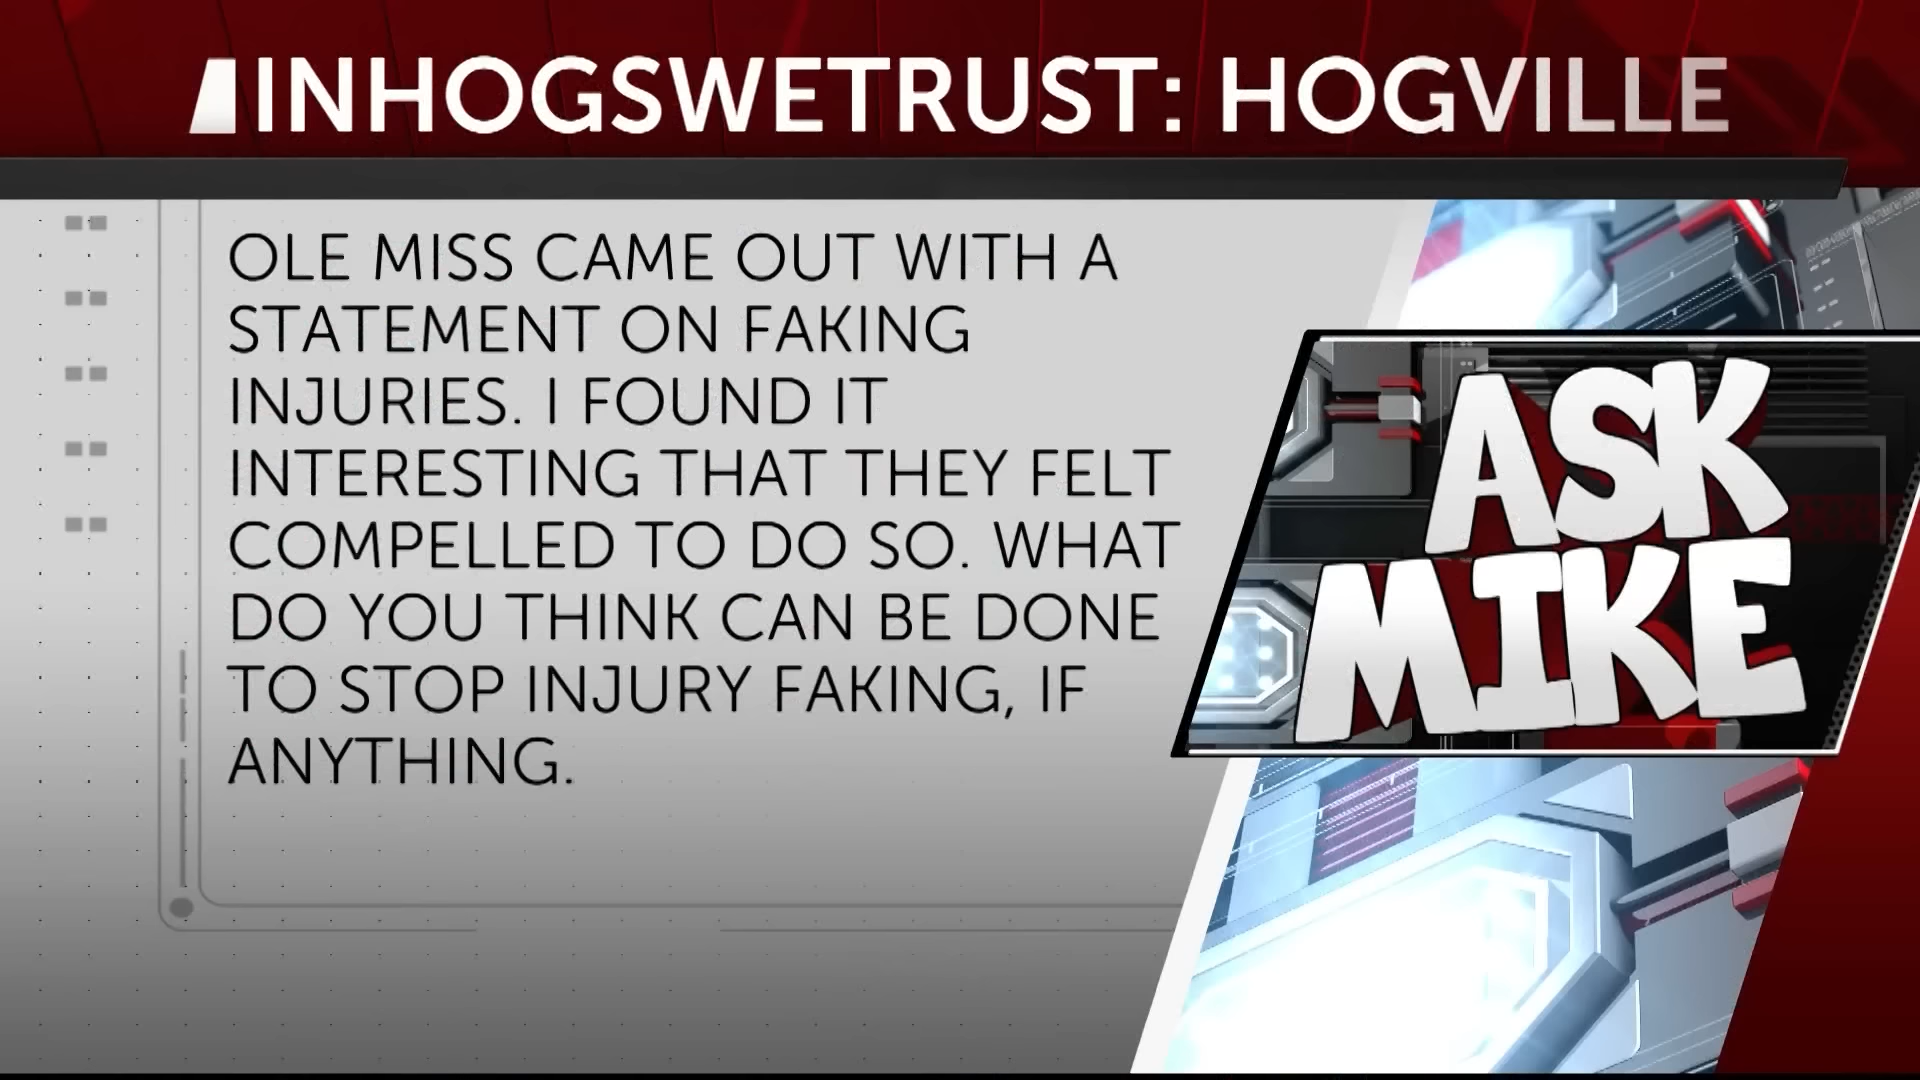 INHOGSWETRUST: HOGVILLE
OLE MISS CAME OUT WITH A
STATEMENT ON FAKING
INJURIES. I FOUND IT
INTERESTING THAT THEY FELT
COMPELLED TO DO SO. WHAT
DO YOU THINK CAN BE DONE
TO STOP INJURY FAKING, IF
ANYTHING.
ASK
MIKE